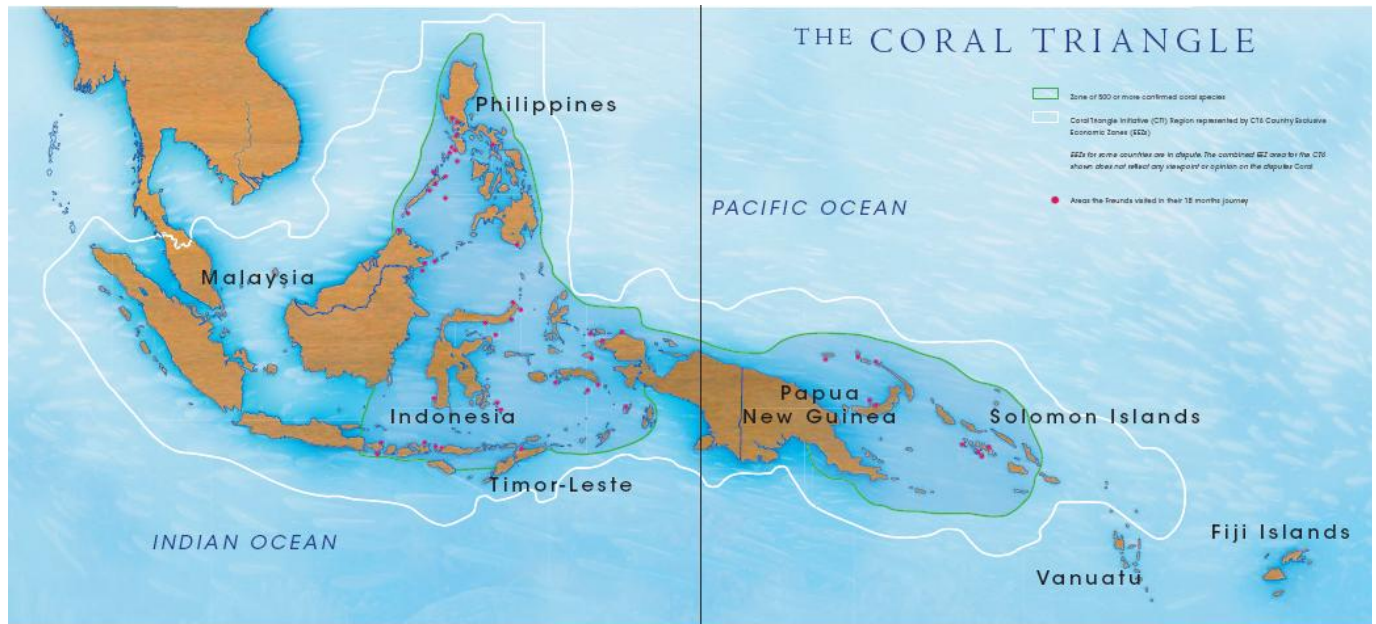 THE CORAL TRIANGLE
Zone of 500 or more confirmed coral species
Coral Triangle Initiative (CTI) Region represented by CT6 Country Exclusive
Economic Zones (EEZs)
EEZs for some countries are in dispute. The combined EEZ area for the CT6
shown does not reflect any viewpoint or opinion on the disputes Coral
Areas the Freunds visited in their 18 months journey
Philippines
PACIFIC OCEAN
Malaysia
Papua
New Guinea
Indonesia
Solomon Islands
Timor-Leste
INDIAN OCEAN
Fiji Islands
Vanuatu